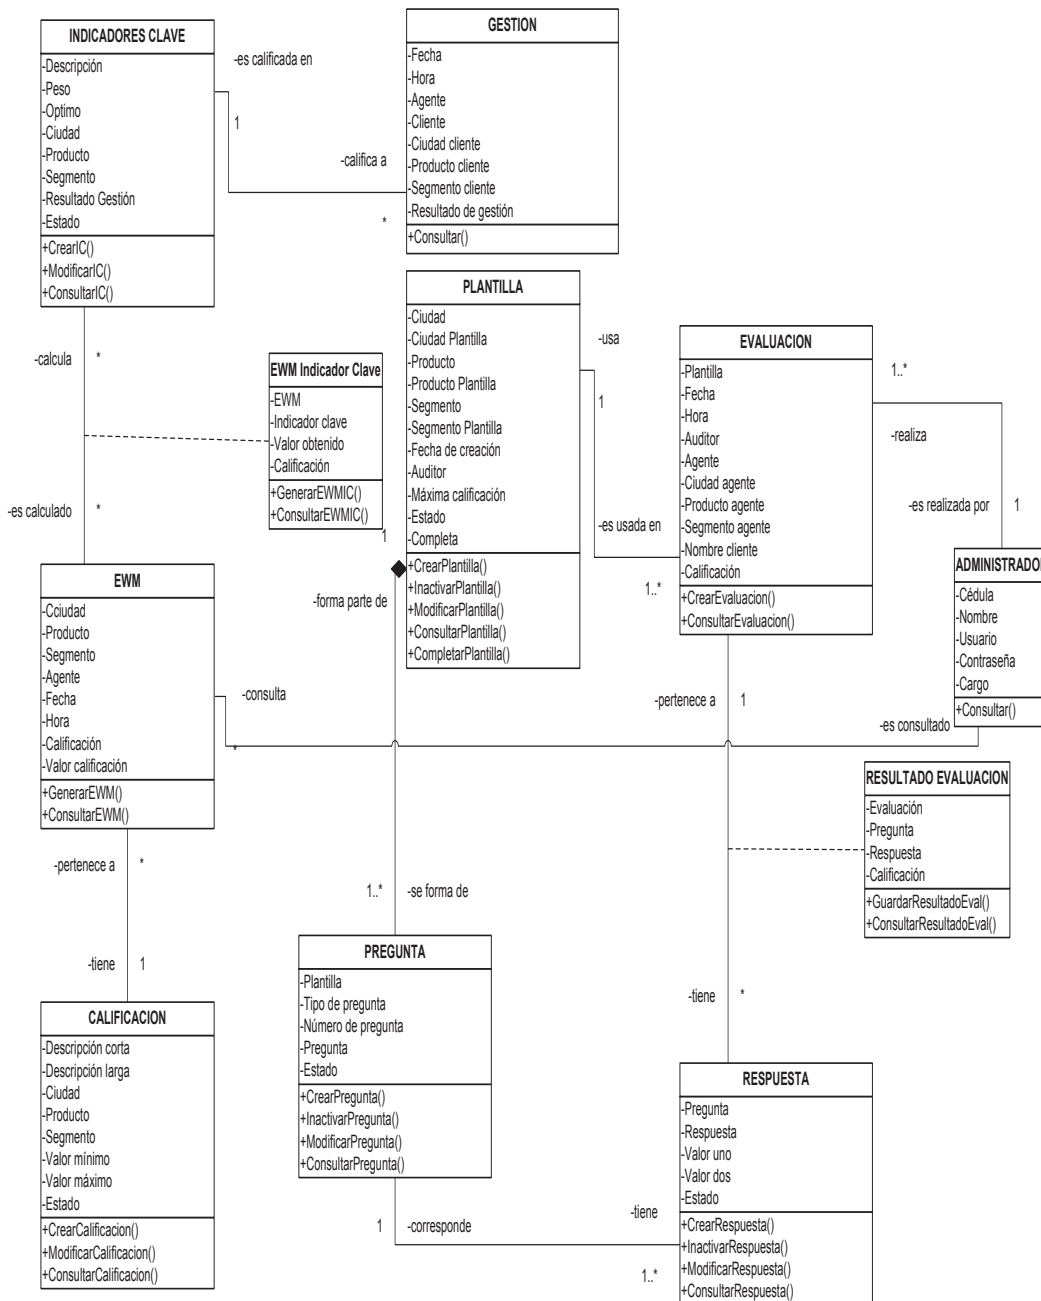 INDICADORES CLAVE
-Descripción
-Peso
-Optimo
-Ciudad
-Producto
-Segmento
-Resultado Gestión
-Estado
+CrearIC()
+ModificarIC()
+ConsultarIC()
-es calificada en
1
-califica a
*
GESTION
-Fecha
-Hora
-Agente
-Cliente
-Ciudad cliente
-Producto cliente
-Segmento cliente
-Resultado de gestión
+Consultar()
-calcula
*
-es calculado
*
EWM Indicador Clave
-EWM
-Indicador clave
-Valor obtenido
-Calificación
+GenerarEWMIC()
+ConsultarEWMIC()
PLANTILLA
-Ciudad
-Ciudad Plantilla
-Producto
-Producto Plantilla
-Segmento
-Segmento Plantilla
-Fecha de creación
-Auditor
-Máxima calificación
-Estado
-Completa
+CrearPlantilla()
+InactivarPlantilla()
+ModificarPlantilla()
+ConsultarPlantilla()
+CompletarPlantilla()
-usa
1
-es usada en
1..*
EVALUACION
-Plantilla
-Fecha
-Hora
-Auditor
-Agente
-Ciudad agente
-Producto agente
-Segmento agente
-Nombre cliente
-Calificación
+CrearEvaluacion()
+ConsultarEvaluacion()
1..*
-realiza
-es realizada por
1
ADMINISTRADOR
-Cédula
-Nombre
-Usuario
-Contraseña
-Cargo
+Consultar()
EWM
-Cciudad
-Producto
-Segmento
-Agente
-Fecha
-Hora
-Calificación
-Valor calificación
+GenerarEWM()
+ConsultarEWM()
-consulta
*
-es consultado
1
-forma parte de
1..*
-se forma de
-pertenece a
1
-tiene
*
RESULTADO EVALUACION
-Evaluación
-Pregunta
-Respuesta
-Calificación
+GuardarResultadoEval()
+ConsultarResultadoEval()
-pertenece a
*
-tiene
1
CALIFICACION
-Descripción corta
-Descripción larga
-Ciudad
-Producto
-Segmento
-Valor mínimo
-Valor máximo
-Estado
+CrearCalificacion()
+ModificarCalificacion()
+ConsultarCalificacion()
PREGUNTA
-Plantilla
-Tipo de pregunta
-Número de pregunta
-Pregunta
-Estado
+CrearPregunta()
+InactivarPregunta()
+ModificarPregunta()
+ConsultarPregunta()
1
-corresponde
-tiene
1..*
RESPUESTA
-Pregunta
-Respuesta
-Valor uno
-Valor dos
-Estado
+CrearRespuesta()
+InactivarRespuesta()
+ModificarRespuesta()
+ConsultarRespuesta()